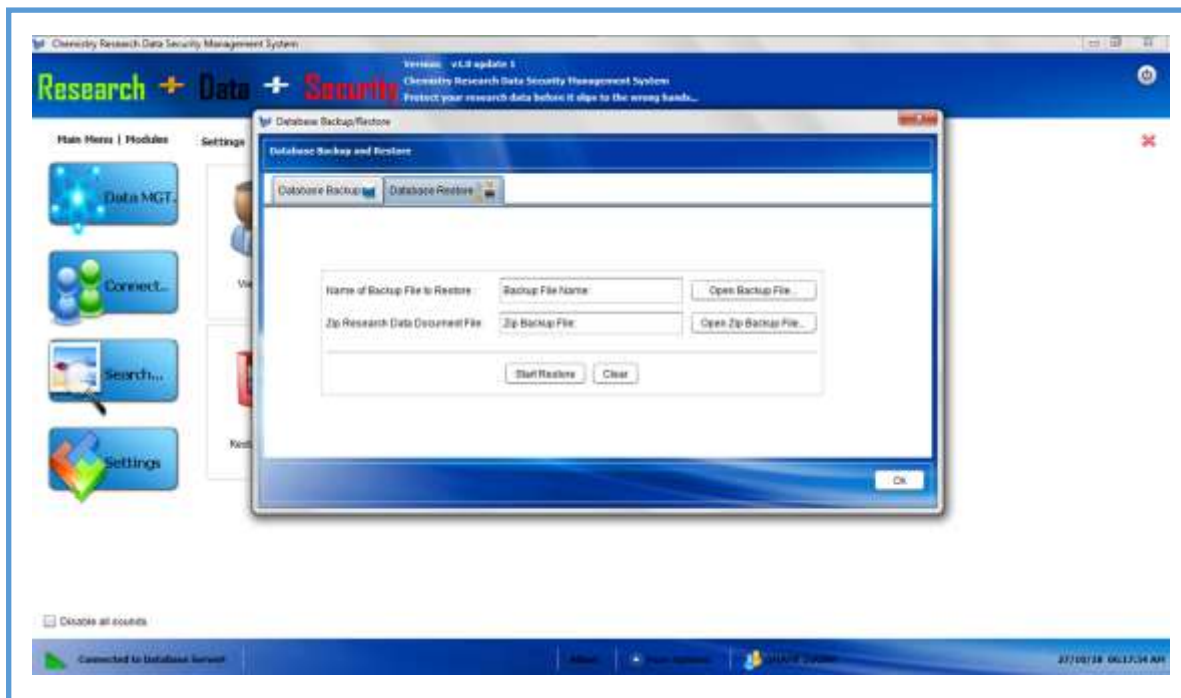 Chemistry Research Data Security Management System
Version: v1.0 update 1
Chemistry Research Data Security Management System
Protect your research data before it slips to the wrong hands...
Research + Data + Security
Main Menu | Modules
Settings
Data MGT.
Connect...
Search...
Settings
Database Backup/Restore
Database Backup and Restore
Database Backup
Database Restore
Name of Backup File to Restore
Backup File Name:
Open Backup File...
Zip Research Data Document File
Zip Backup File:
Open Zip Backup File...
Start Restore
Clear
OK
Disable all sounds
Connected to Database Server!